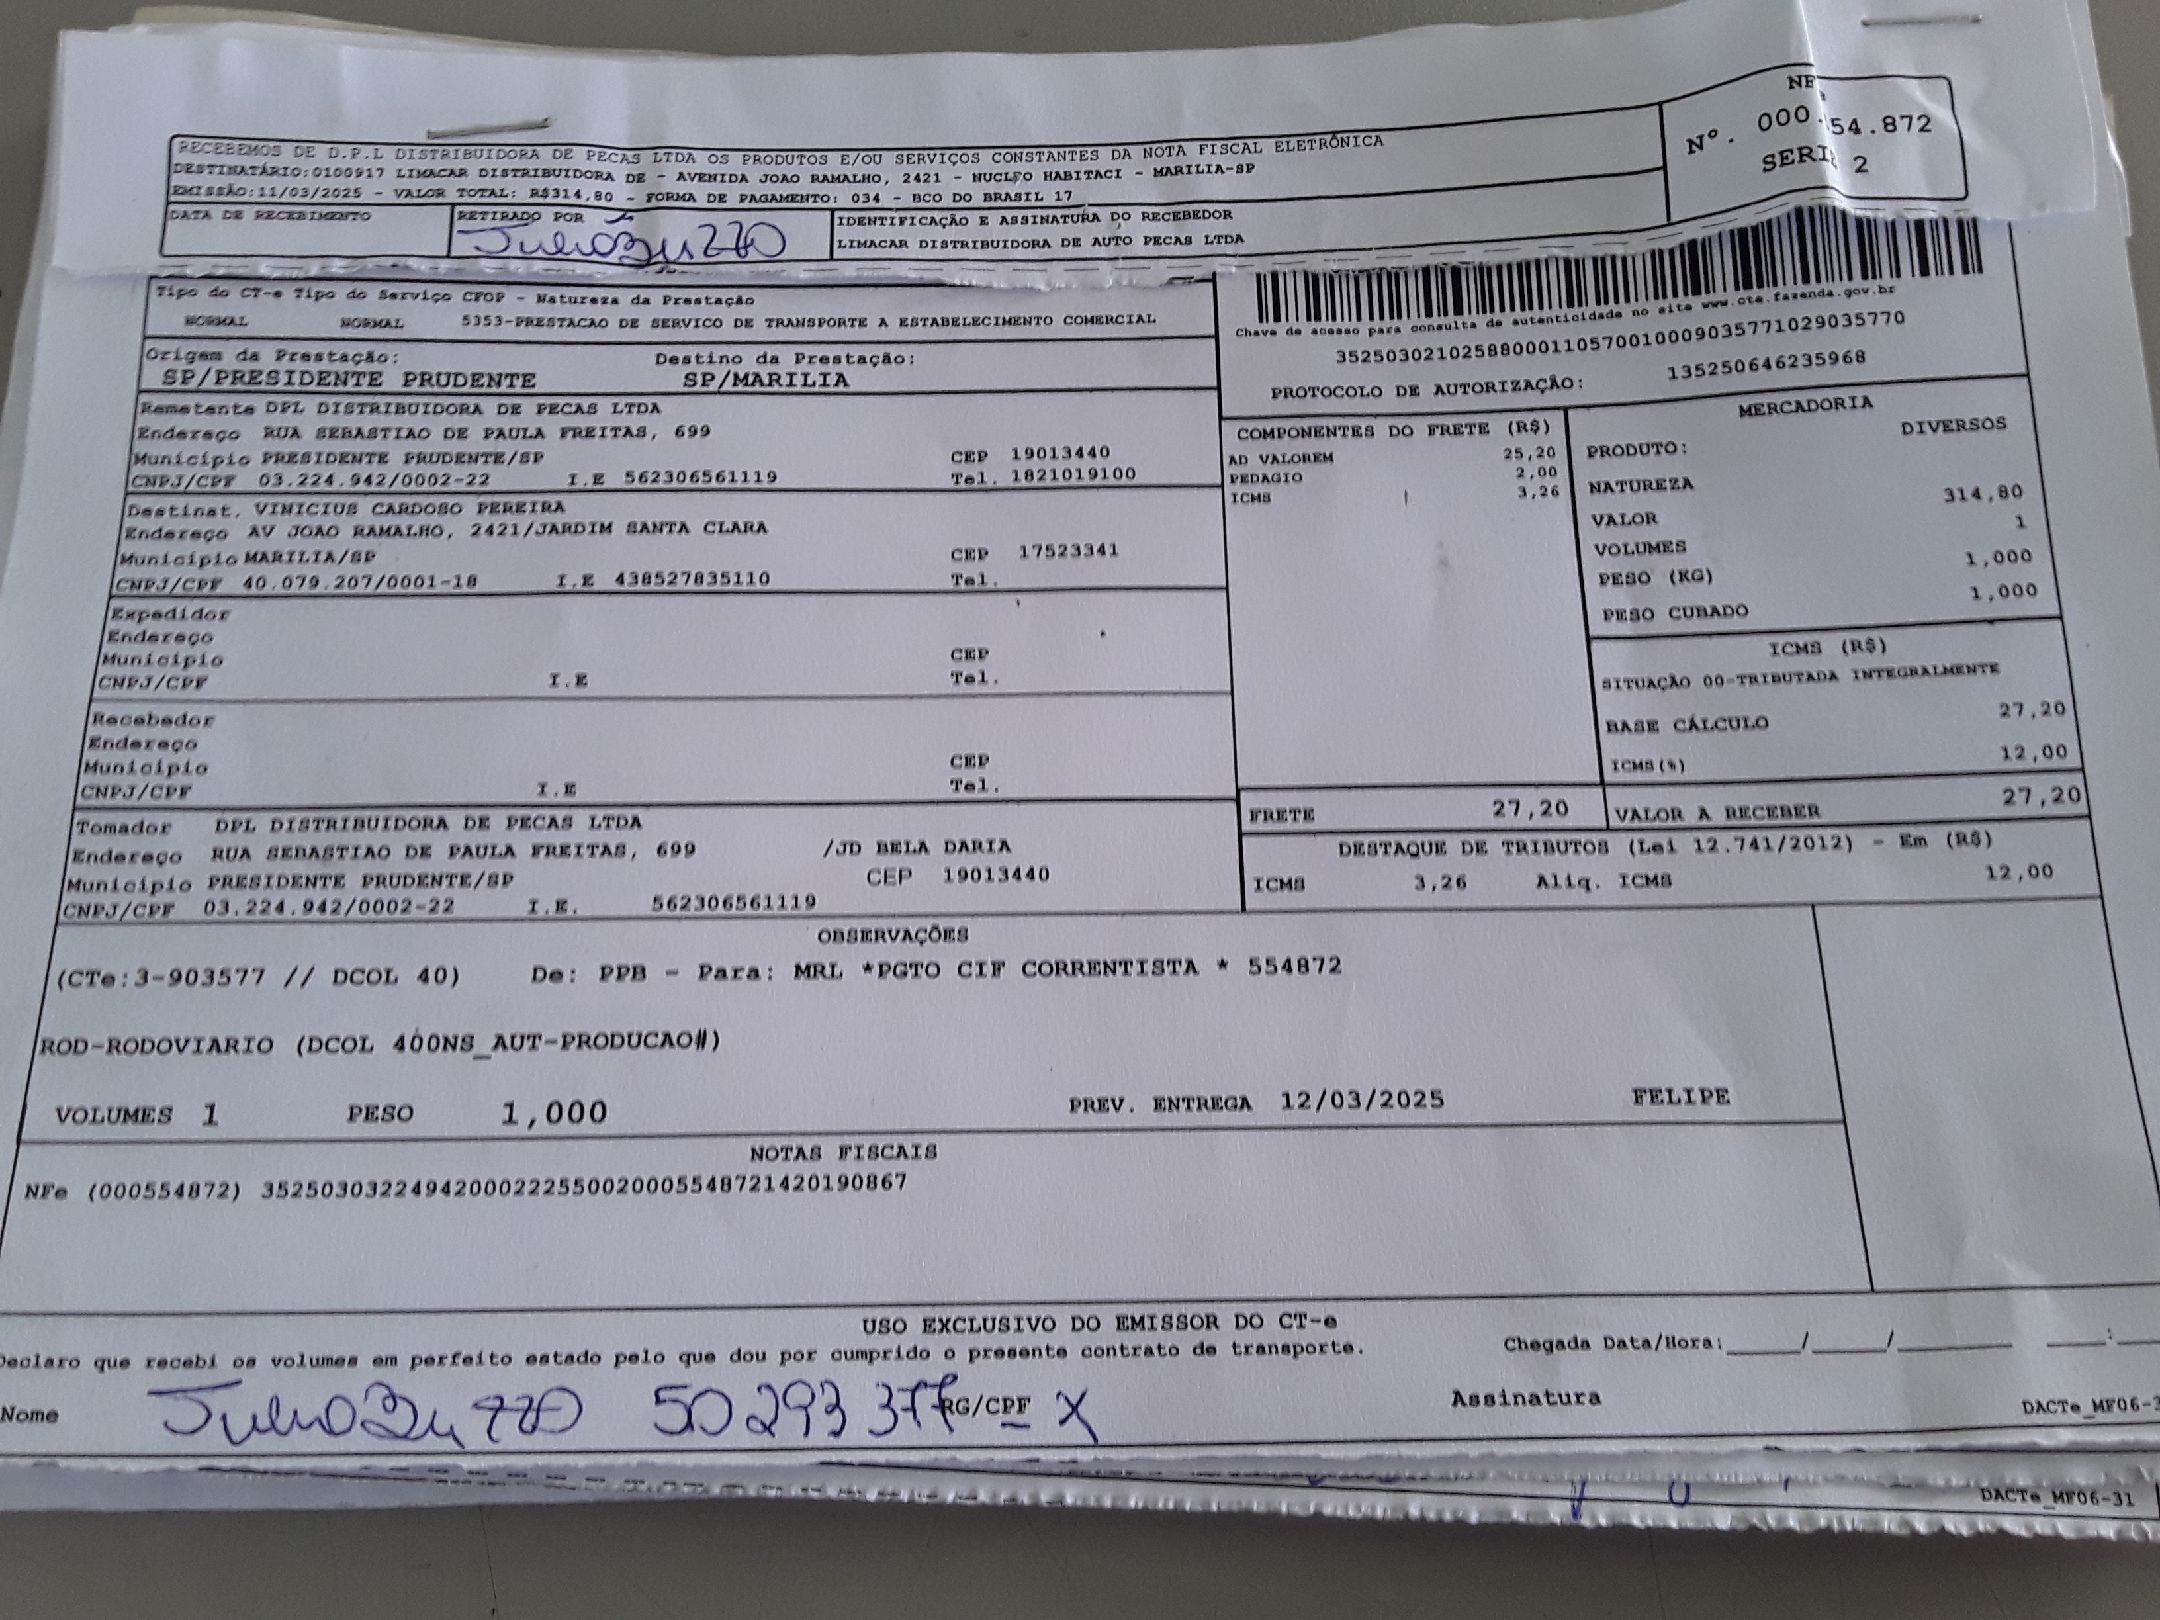 RECEBEMOS DE D.P.L DISTRIBUIDORA DE PECAS LTDA OS PRODUTOS E/OU SERVIÇOS CONSTANTES DA NOTA FISCAL ELETRÔNICA
DESTINATÁRIO:0100917 LIMACAR DISTRIBUIDORA DE - AVENIDA JOAO RAMALHO, 2421 - NUCLEO HABITACI - MARILIA-SP
EMISSÃO:11/03/2025 - VALOR TOTAL: R$314,80 - FORMA DE PAGAMENTO: 034 - BCO DO BRASIL 17
NF
Nº. 000. 54.872
SERI 2
DATA DE RECEBIMENTO
RETIRADO POR
IDENTIFICAÇÃO E ASSINATURA DO RECEBEDOR
LIMACAR DISTRIBUIDORA DE AUTO PECAS LTDA
Tipo do CT-e Tipo do Serviço CFOP - Natureza da Prestação
NORMAL NORMAL 5353-PRESTACAO DE SERVICO DE TRANSPORTE A ESTABELECIMENTO COMERCIAL
Chave de acesso para consulta de autenticidade no site www.cte.fazenda.gov.br
35250302102588000110570010009035771029035770
PROTOCOLO DE AUTORIZAÇÃO: 135250646235968
Origem da Prestação: Destino da Prestação:
SP/PRESIDENTE PRUDENTE SP/MARILIA
Remetente DPL DISTRIBUIDORA DE PECAS LTDA
Endereço RUA SEBASTIAO DE PAULA FREITAS, 699
Município PRESIDENTE PRUDENTE/SP CEP 19013440
CNPJ/CPF 03.224.942/0002-22 I.E 562306561119 Tel. 1821019100
Destinat. VINICIUS CARDOSO PEREIRA
Endereço AV JOAO RAMALHO, 2421/JARDIM SANTA CLARA
Município MARILIA/SP CEP 17523341
CNPJ/CPF 40.079.207/0001-18 I.E 438527835110 Tel.
Expedidor
Endereço
Município CEP
CNPJ/CPF I.E Tel.
Recebedor
Endereço
Município CEP
CNPJ/CPF I.E Tel.
Tomador DPL DISTRIBUIDORA DE PECAS LTDA
Endereço RUA SEBASTIAO DE PAULA FREITAS, 699 /JD BELA DARIA
Município PRESIDENTE PRUDENTE/SP CEP 19013440
CNPJ/CPF 03.224.942/0002-22 I.E. 562306561119
COMPONENTES DO FRETE (R$)
AD VALOREM 25,20
PEDAGIO 2,00
ICMS 3,26
MERCADORIA
PRODUTO: DIVERSOS
NATUREZA
VALOR 314,80
VOLUMES 1
PESO (KG) 1,000
PESO CUBADO 1,000
ICMS (R$)
SITUAÇÃO 00-TRIBUTADA INTEGRALMENTE
BASE CÁLCULO 27,20
ICMS(%) 12,00
FRETE 27,20
VALOR A RECEBER 27,20
DESTAQUE DE TRIBUTOS (Lei 12.741/2012) - Em (R$)
ICMS 3,26 Aliq. ICMS 12,00
OBSERVAÇÕES
(CTe:3-903577 // DCOL 40) De: PPB - Para: MRL *PGTO CIF CORRENTISTA * 554872
ROD-RODOVIARIO (DCOL 400NS_AUT-PRODUCAO#)
VOLUMES 1 PESO 1,000 PREV. ENTREGA 12/03/2025 FELIPE
NOTAS FISCAIS
NFe (000554872) 35250303224942000222550020005548721420190867
USO EXCLUSIVO DO EMISSOR DO CT-e
Declaro que recebi os volumes em perfeito estado pelo que dou por cumprido o presente contrato de transporte. Chegada Data/Hora:_____/_____/________ ____:___
Nome 50 293 377 RG/CPF X Assinatura
DACTe_MF06-3
DACTe_MF06-31